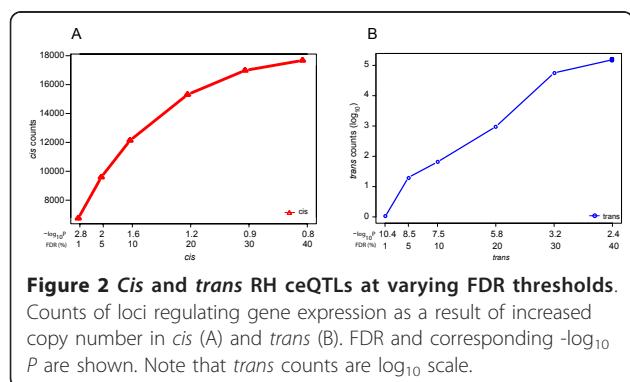 A
18000
16000
14000
12000
10000
8000
cis counts
cis
−log10P 2.8 2 1.6 1.2 0.9 0.8
FDR (%) 1 5 10 20 30 40
cis
B
5
4
3
2
1
0
trans counts (log10)
trans
−log10P 10.4 8.5 7.5 5.8 3.2 2.4
FDR (%) 1 5 10 20 30 40
trans
Figure 2 Cis and trans RH ceQTLs at varying FDR thresholds.
Counts of loci regulating gene expression as a result of increased
copy number in cis (A) and trans (B). FDR and corresponding -log10
P are shown. Note that trans counts are log10 scale.